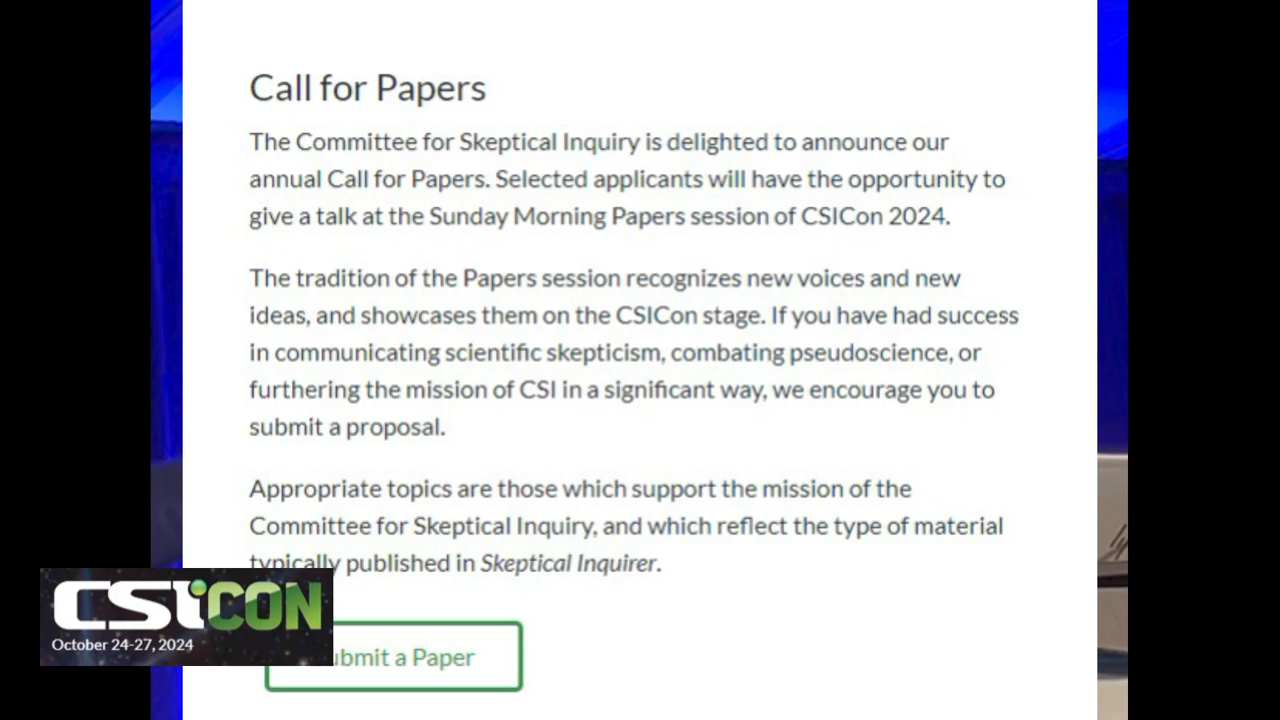 Call for Papers
The Committee for Skeptical Inquiry is delighted to announce our
annual Call for Papers. Selected applicants will have the opportunity to
give a talk at the Sunday Morning Papers session of CSICon 2024.
The tradition of the Papers session recognizes new voices and new
ideas, and showcases them on the CSICon stage. If you have had success
in communicating scientific skepticism, combating pseudoscience, or
furthering the mission of CSI in a significant way, we encourage you to
submit a proposal.
Appropriate topics are those which support the mission of the
Committee for Skeptical Inquiry, and which reflect the type of material
typically published in Skeptical Inquirer.
CSICON
October 24-27, 2024
ubmit a Paper